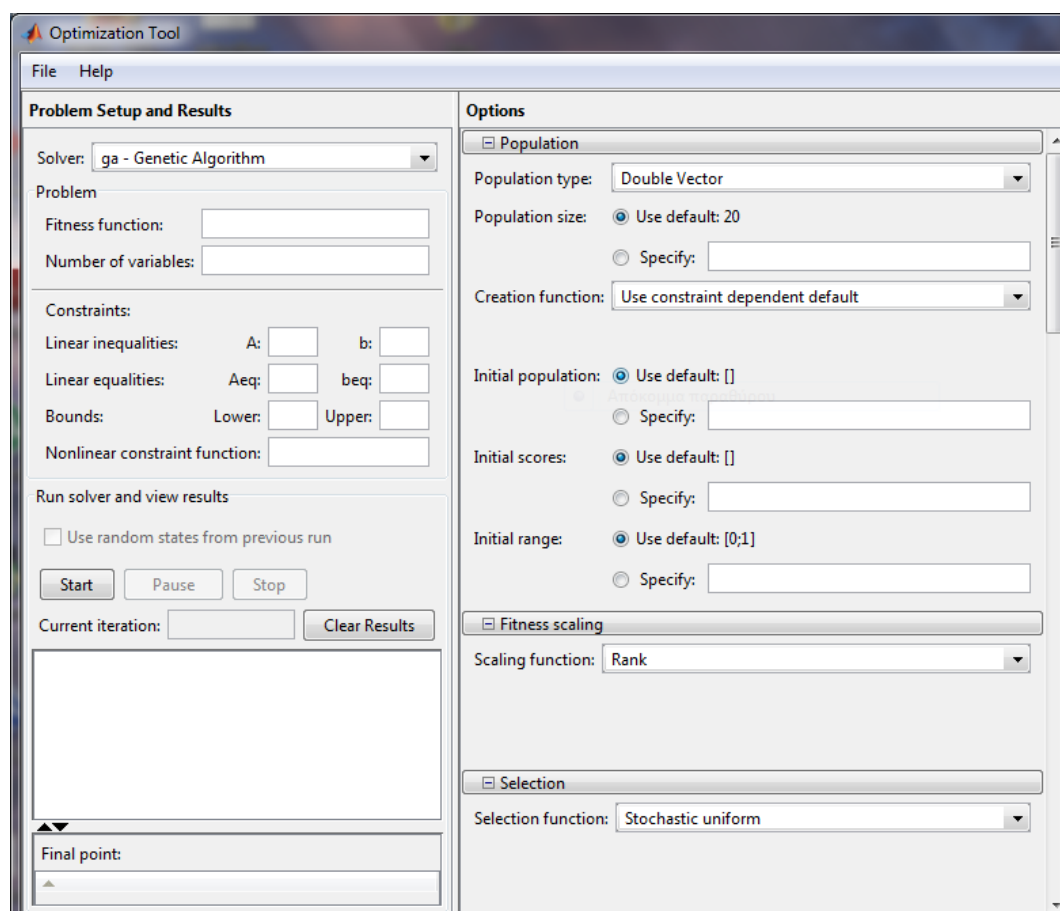 Optimization Tool
File Help
Problem Setup and Results
Solver: ga - Genetic Algorithm
Problem
Fitness function:
Number of variables:
Constraints:
Linear inequalities: A: b:
Linear equalities: Aeq: beq:
Bounds: Lower: Upper:
Nonlinear constraint function:
Run solver and view results
Use random states from previous run
Start Pause Stop
Current iteration: Clear Results
Final point:
Options
Population
Population type: Double Vector
Population size: Use default: 20
Specify:
Creation function: Use constraint dependent default
Initial population: Use default: []
Αποκομμα παραθύρου
Specify:
Initial scores: Use default: []
Specify:
Initial range: Use default: [0;1]
Specify:
Fitness scaling
Scaling function: Rank
Selection
Selection function: Stochastic uniform